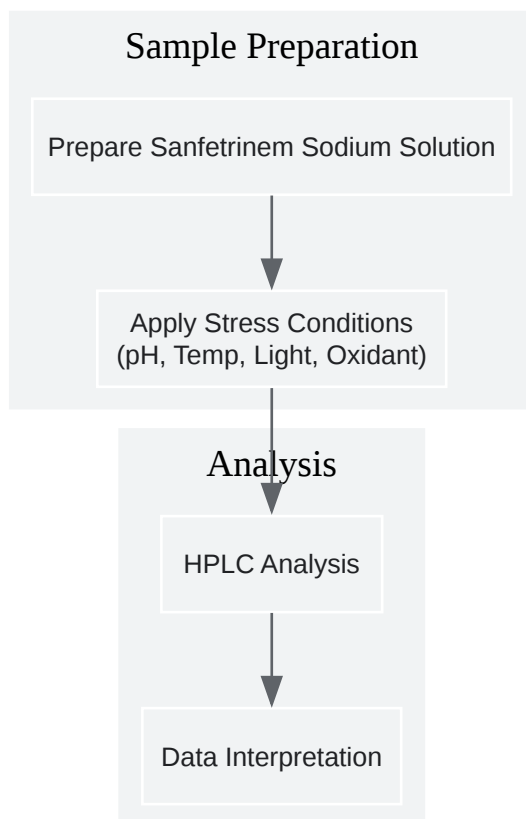 Sample Preparation
Prepare Sanfetrinem Sodium Solution
Apply Stress Conditions
(pH, Temp, Light, Oxidant)
Analysis
HPLC Analysis
Data Interpretation